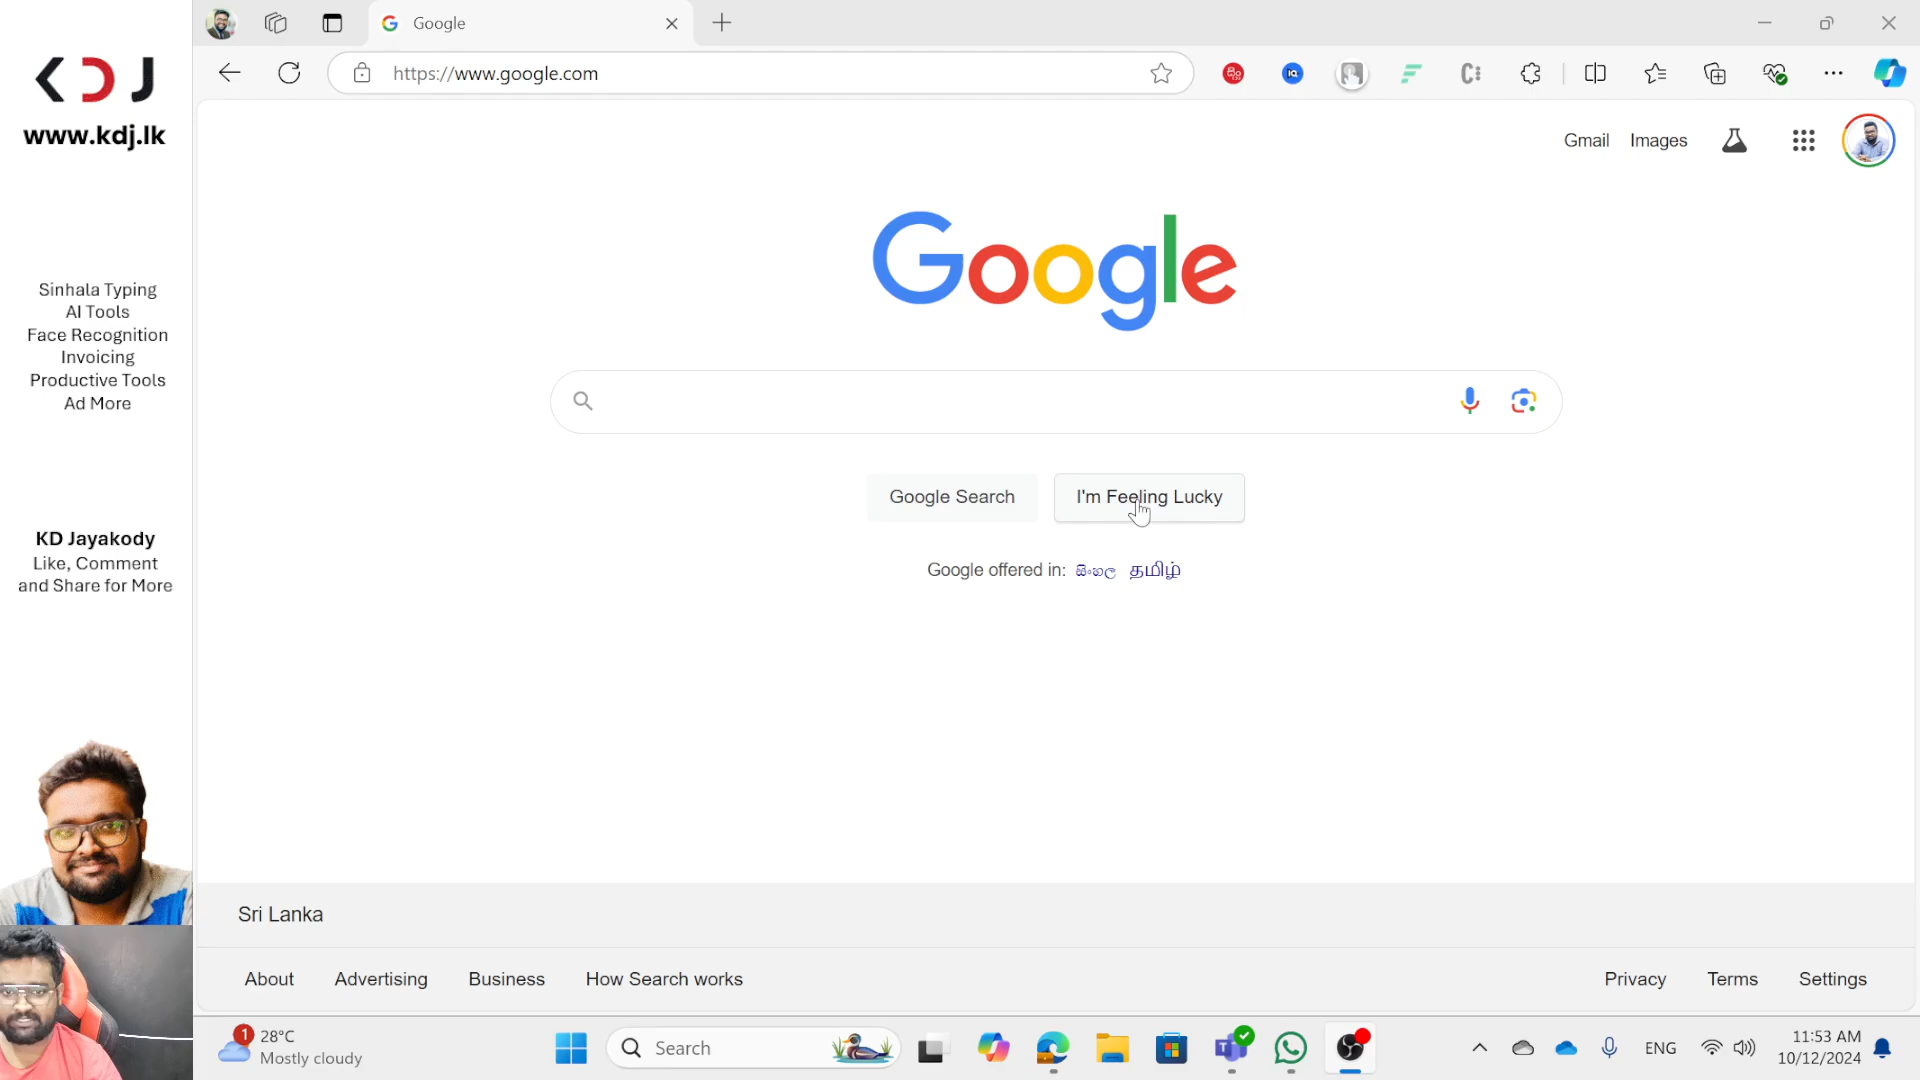 KDJ
www.kdj.lk
Sinhala Typing
AI Tools
Face Recognition
Invoicing
Productive Tools
Ad More
KD Jayakody
Like, Comment
and Share for More
Google
https://www.google.com
Gmail
Images
Google
Google Search
I'm Feeling Lucky
Google offered in: සිංහල தமிழ்
Sri Lanka
About
Advertising
Business
How Search works
Privacy
Terms
Settings
1
28°C
Mostly cloudy
Search
ENG
11:53 AM
10/12/2024